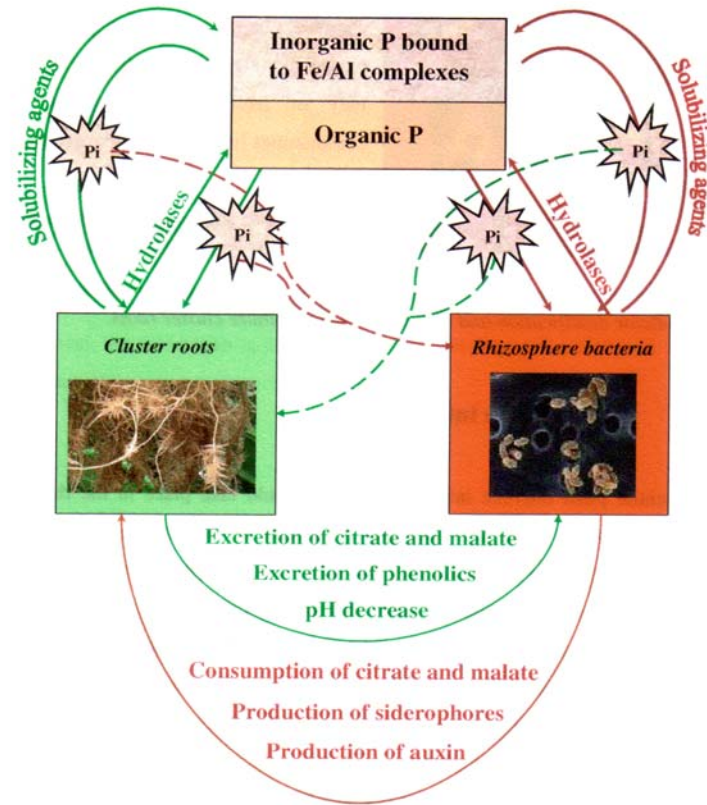 Inorganic P bound
to Fe/Al complexes
Organic P
Solubilizing agents
Pi
Hydrolases
Pi
Solubilizing agents
Pi
Hydrolases
Pi
Cluster roots
Rhizosphere bacteria
Excretion of citrate and malate
Excretion of phenolics
pH decrease
Consumption of citrate and malate
Production of siderophores
Production of auxin